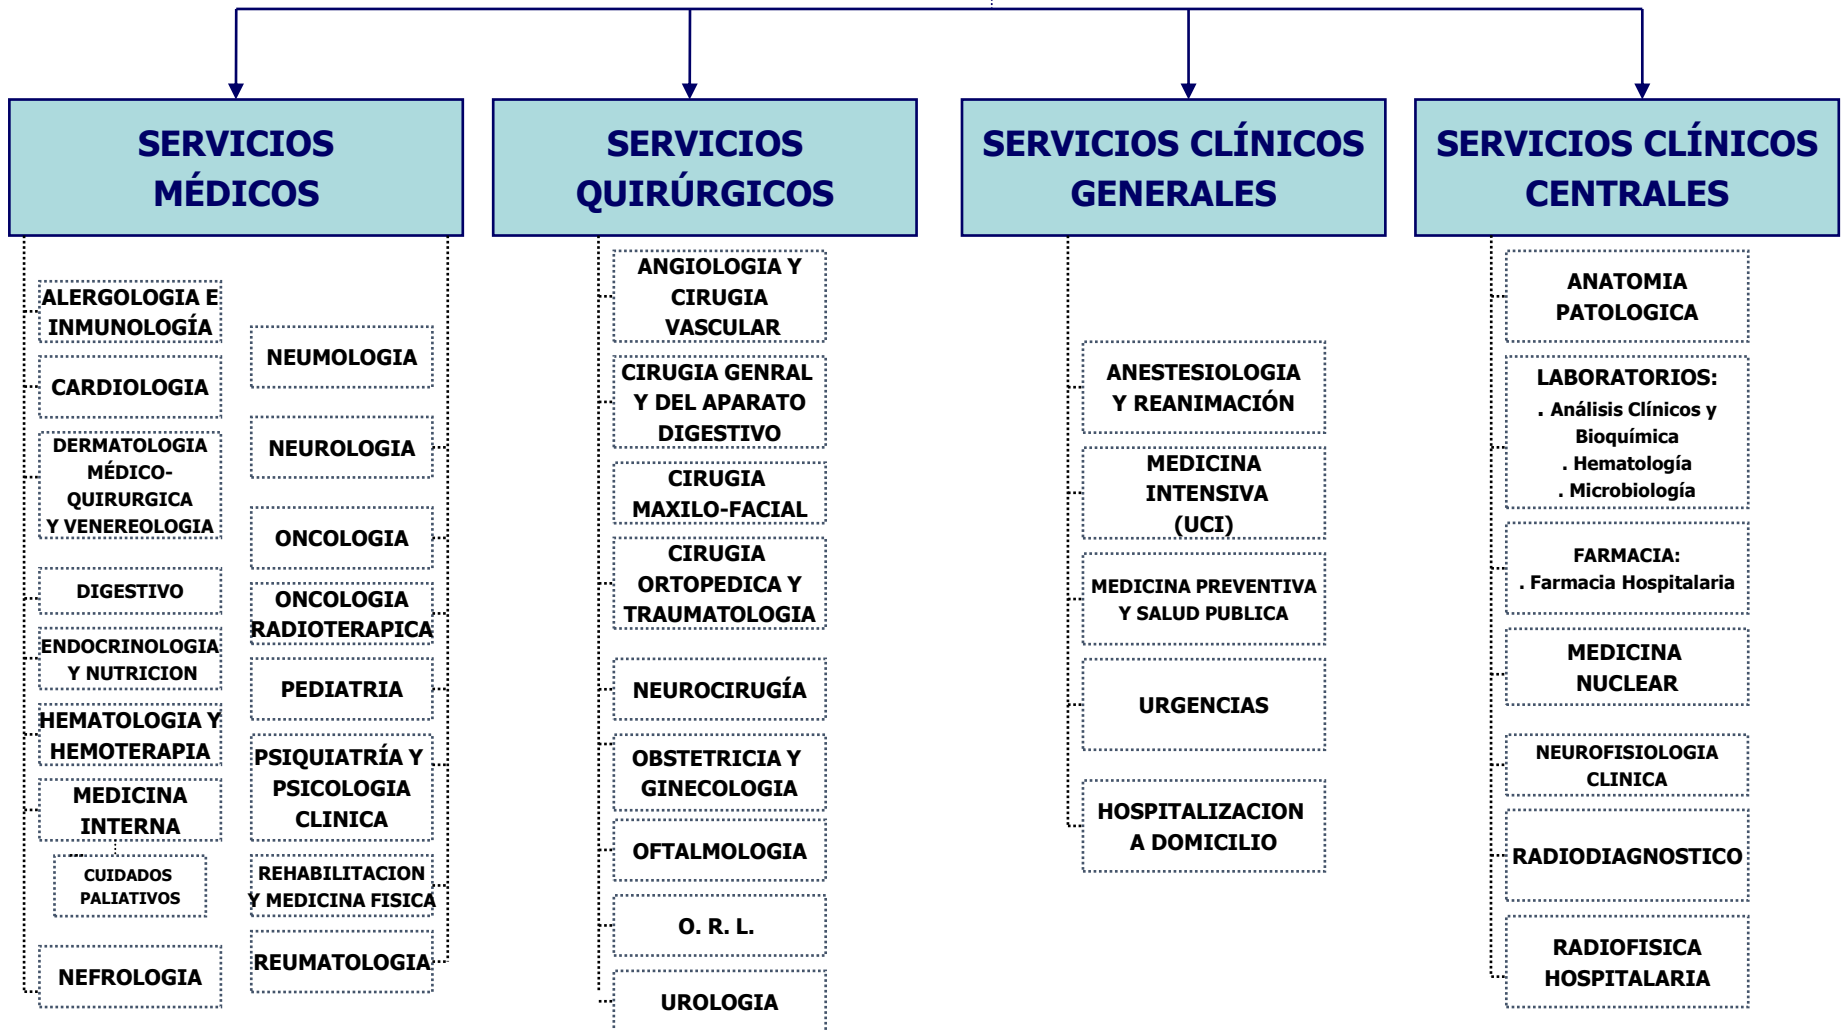 SERVICIOS
MÉDICOS
ALERGOLOGIA E
INMUNOLOGÍA
CARDIOLOGIA
DERMATOLOGIA
MÉDICO-
QUIRURGICA
Y VENEREOLOGIA
DIGESTIVO
ENDOCRINOLOGIA
Y NUTRICION
HEMATOLOGIA Y
HEMOTERAPIA
MEDICINA
INTERNA
CUIDADOS
PALIATIVOS
NEFROLOGIA
NEUMOLOGIA
NEUROLOGIA
ONCOLOGIA
ONCOLOGIA
RADIOTERAPICA
PEDIATRIA
PSIQUIATRÍA Y
PSICOLOGIA
CLINICA
REHABILITACION
Y MEDICINA FISICA
REUMATOLOGIA
SERVICIOS
QUIRÚRGICOS
ANGIOLOGIA Y
CIRUGIA
VASCULAR
CIRUGIA GENRAL
Y DEL APARATO
DIGESTIVO
CIRUGIA
MAXILO-FACIAL
CIRUGIA
ORTOPEDICA Y
TRAUMATOLOGIA
NEUROCIRUGÍA
OBSTETRICIA Y
GINECOLOGIA
OFTALMOLOGIA
O. R. L.
UROLOGIA
SERVICIOS CLÍNICOS
GENERALES
ANESTESIOLOGIA
Y REANIMACIÓN
MEDICINA
INTENSIVA
(UCI)
MEDICINA PREVENTIVA
Y SALUD PUBLICA
URGENCIAS
HOSPITALIZACION
A DOMICILIO
SERVICIOS CLÍNICOS
CENTRALES
ANATOMIA
PATOLOGICA
LABORATORIOS:
. Análisis Clínicos y
Bioquímica
. Hematología
. Microbiología
FARMACIA:
. Farmacia Hospitalaria
MEDICINA
NUCLEAR
NEUROFISIOLOGIA
CLINICA
RADIODIAGNOSTICO
RADIOFISICA
HOSPITALARIA